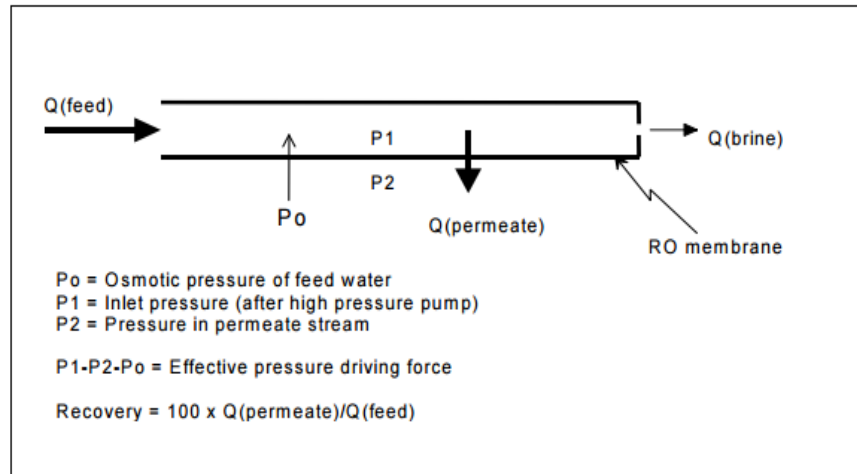 Q(feed)
P1
Q(brine)
P2
Po
Q(permeate)
RO membrane
Po = Osmotic pressure of feed water
P1 = Inlet pressure (after high pressure pump)
P2 = Pressure in permeate stream
P1-P2-Po = Effective pressure driving force
Recovery = 100 x Q(permeate)/Q(feed)